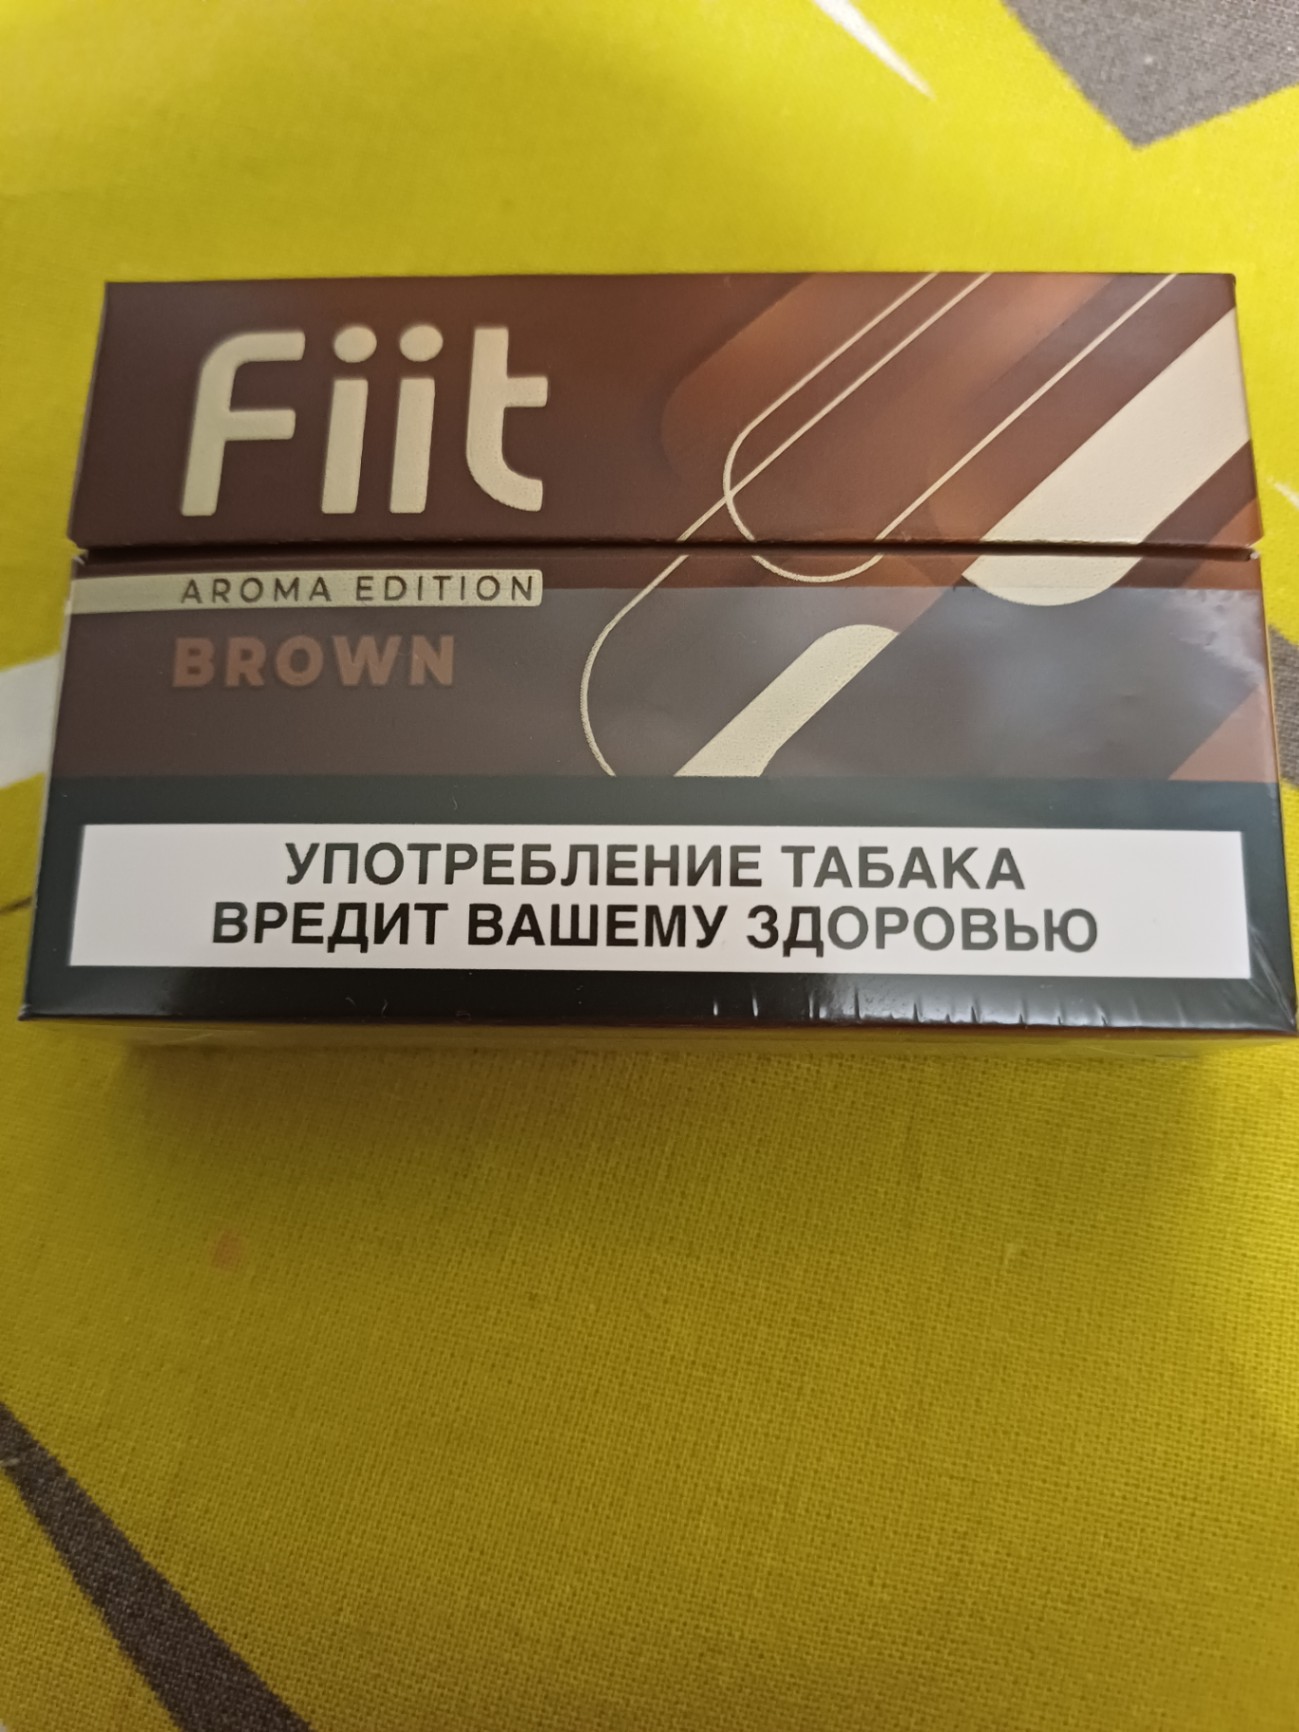 Fiit
AROMA EDITION
BROWN
УПОТРЕБЛЕНИЕ ТАБАКА
ВРЕДИТ ВАШЕМУ ЗДОРОВЬЮ